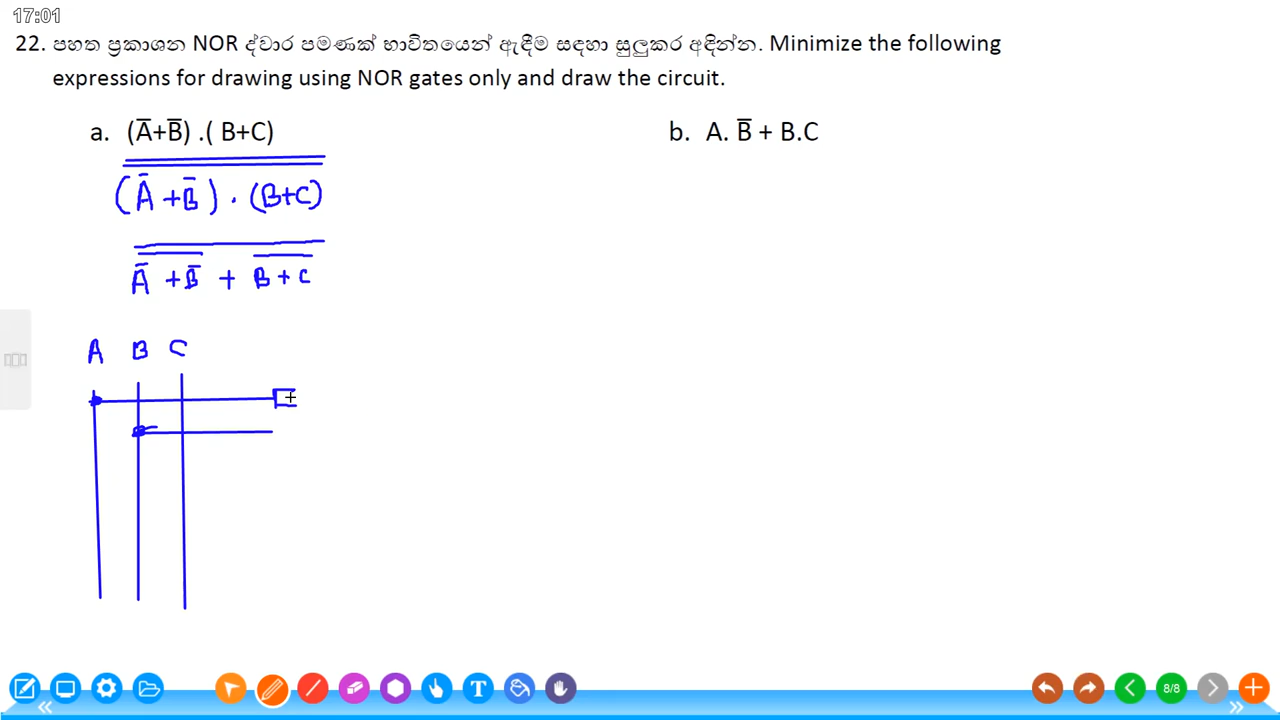 17:01
22. පහත ප්‍රකාශන NOR ද්වාර පමණක් භාවිතයෙන් ඇඳීම සඳහා සුලුකර අඳින්න. Minimize the following
expressions for drawing using NOR gates only and draw the circuit.
a. (A̅+B̅) .( B+C)
b. A. B̅ + B.C
(A̅ + B̅) . (B+C)
A̅ + B̅ + B + C
A B C
T
8/8